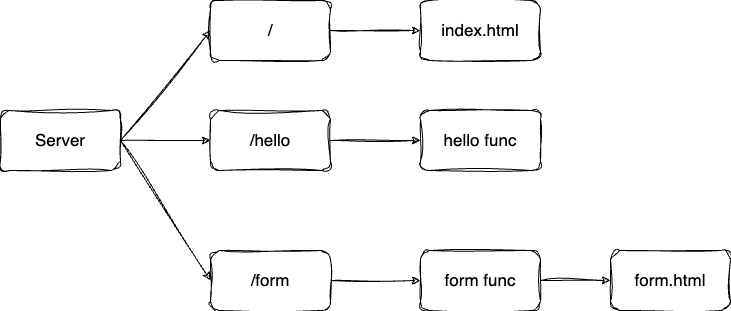 /
index.html
Server
/hello
hello func
/form
form func
form.html